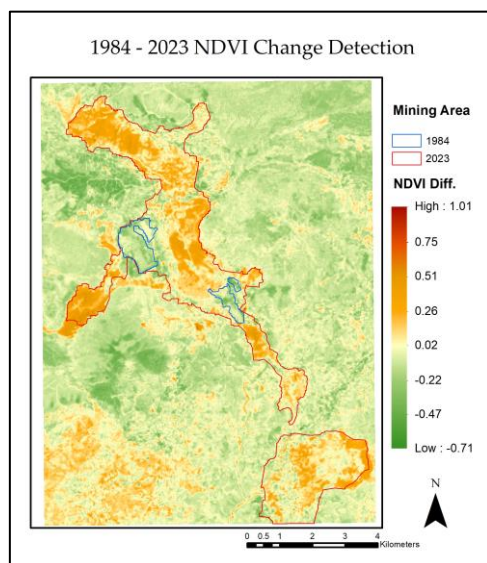 1984 - 2023 NDVI Change Detection
Mining Area
1984
2023
NDVI Diff.
High : 1.01
0.75
0.51
0.26
0.02
-0.22
-0.47
Low : -0.71
N
0 0.5 1 2 3 4
Kilometers